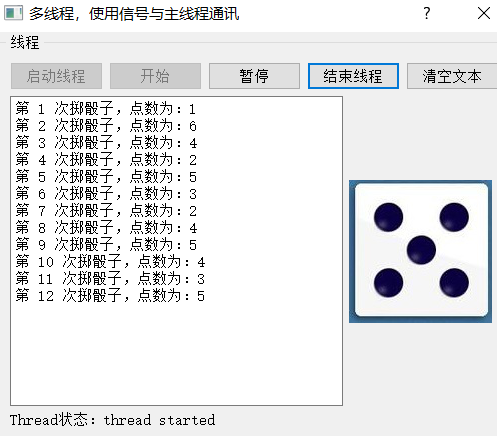 多线程，使用信号与主线程通讯
线程
启动线程 开始 暂停 结束线程 清空文本
第 1 次掷骰子，点数为：1
第 2 次掷骰子，点数为：6
第 3 次掷骰子，点数为：4
第 4 次掷骰子，点数为：2
第 5 次掷骰子，点数为：5
第 6 次掷骰子，点数为：3
第 7 次掷骰子，点数为：2
第 8 次掷骰子，点数为：4
第 9 次掷骰子，点数为：5
第 10 次掷骰子，点数为：4
第 11 次掷骰子，点数为：3
第 12 次掷骰子，点数为：5
Thread状态：thread started